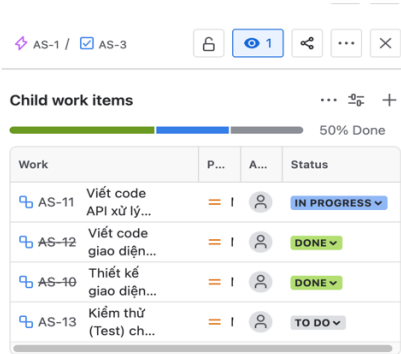 AS-1 / AS-3
1
Child work items
50% Done
Work P... A... Status
AS-11 Viết code
API xử lý...
IN PROGRESS
AS-12 Viết code
giao diện...
DONE
AS-10 Thiết kế
giao diện...
DONE
AS-13 Kiểm thử
(Test) ch...
TO DO